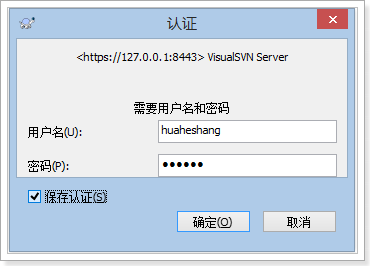 认证
<https://127.0.0.1:8443> VisualSVN Server
需要用户名和密码
用户名(U):
huaheshang
密码(P):
●●●●●●
保存认证(S)
确定(O)
取消